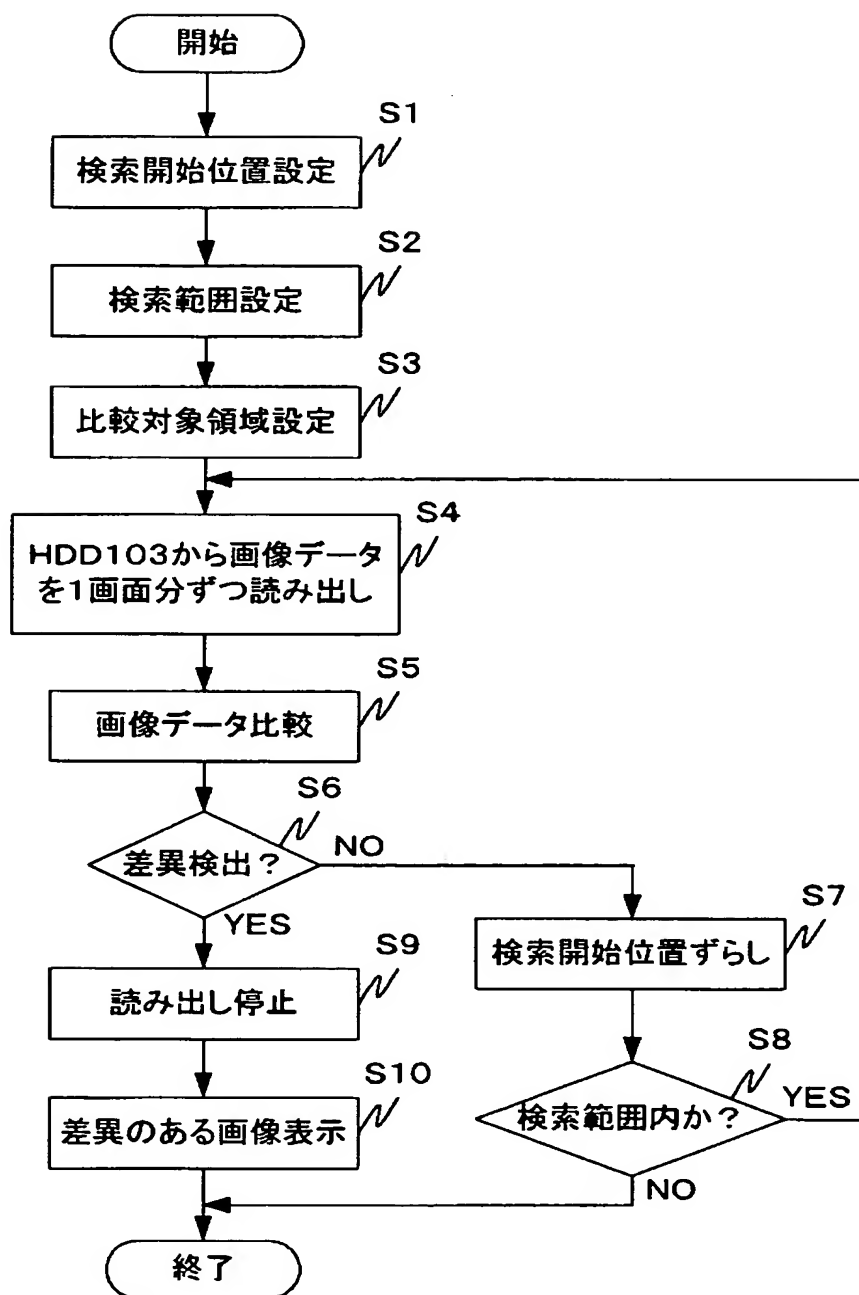 開始
S1
検索開始位置設定
S2
検索範囲設定
S3
比較対象領域設定
S4
HDD103から画像データ
を1画面分ずつ読み出し
S5
画像データ比較
S6
差異検出?
NO
YES
S7
検索開始位置ずらし
S9
読み出し停止
S8
検索範囲内か?
YES
NO
S10
差異のある画像表示
終了